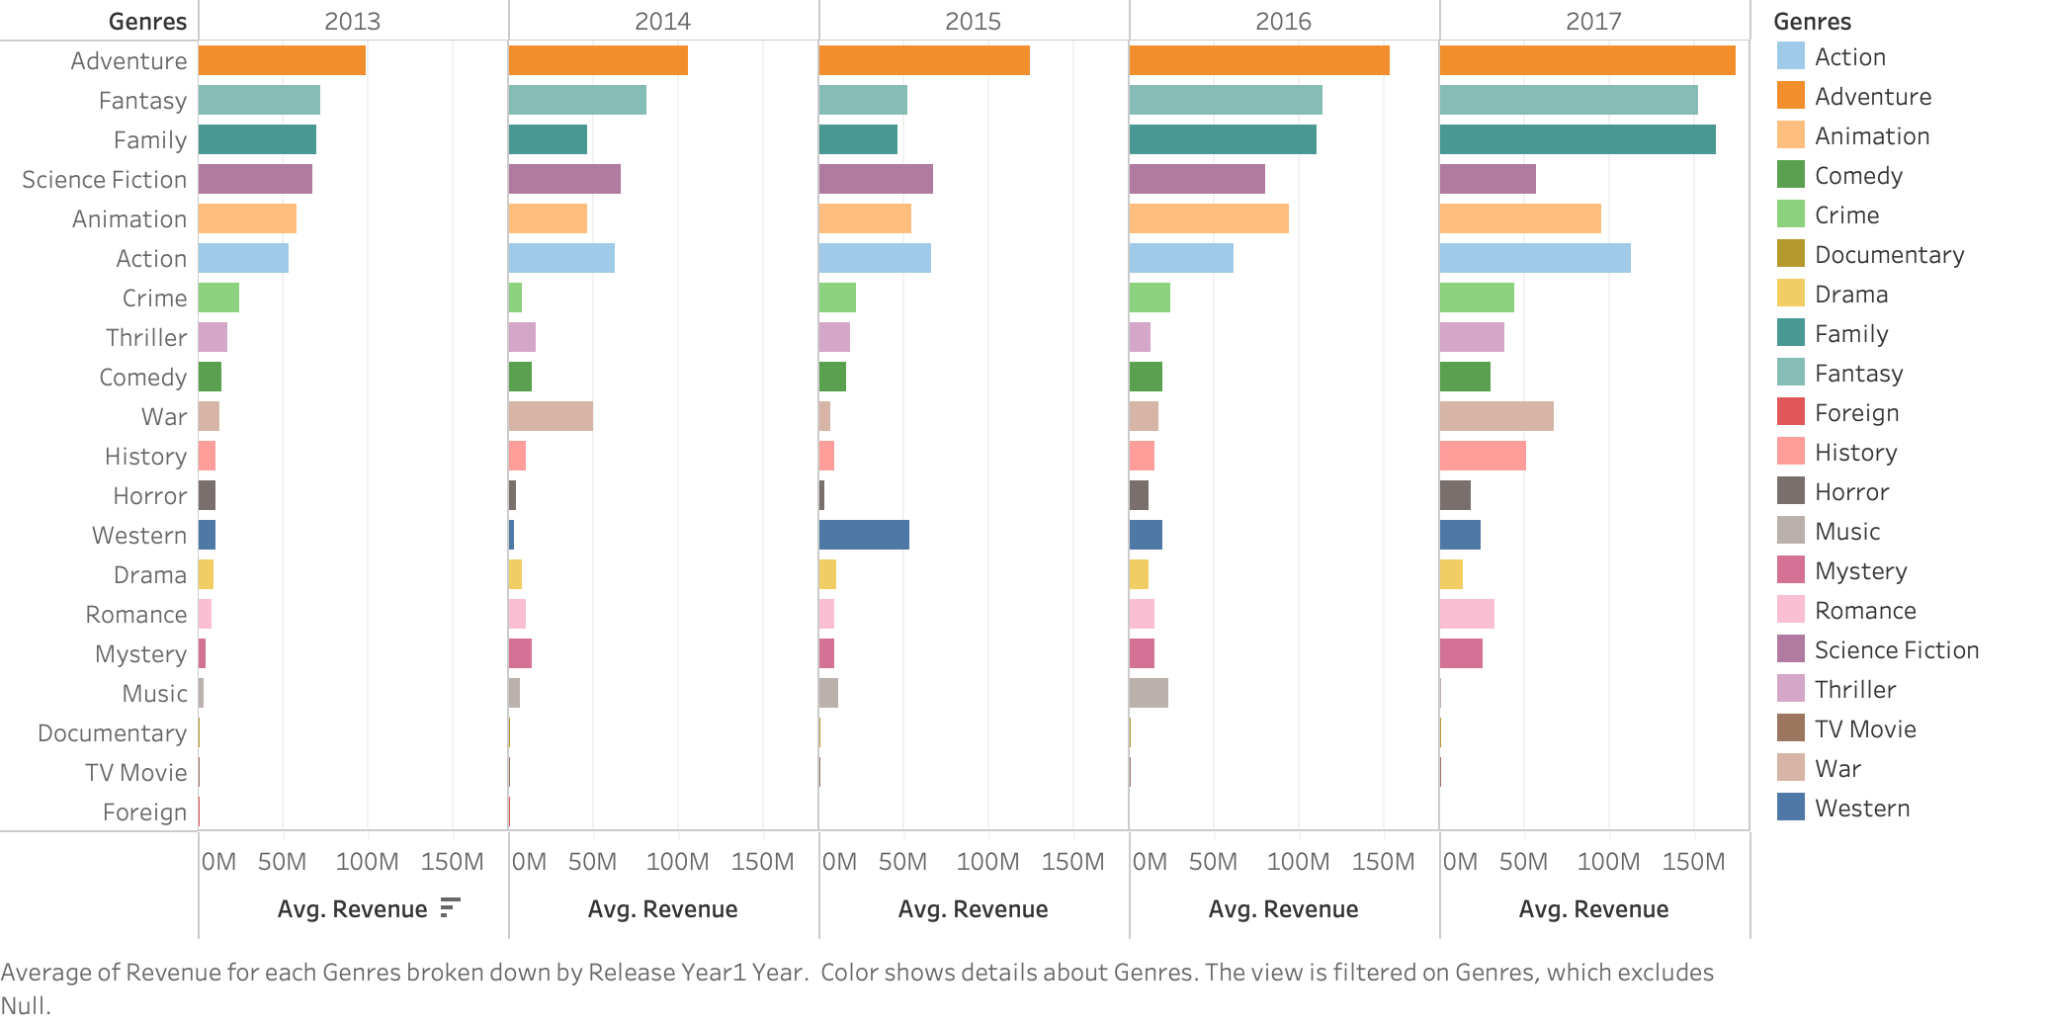 Genres 2013 2014 2015 2016 2017 Genres
Adventure
Fantasy
Family
Science Fiction
Animation
Action
Crime
Thriller
Comedy
War
History
Horror
Western
Drama
Romance
Mystery
Music
Documentary
TV Movie
Foreign
0M 50M 100M 150M 0M 50M 100M 150M 0M 50M 100M 150M 0M 50M 100M 150M 0M 50M 100M 150M
Avg. Revenue Avg. Revenue Avg. Revenue Avg. Revenue Avg. Revenue
Action
Adventure
Animation
Comedy
Crime
Documentary
Drama
Family
Fantasy
Foreign
History
Horror
Music
Mystery
Romance
Science Fiction
Thriller
TV Movie
War
Western
Average of Revenue for each Genres broken down by Release Year1 Year. Color shows details about Genres. The view is filtered on Genres, which excludes
Null.